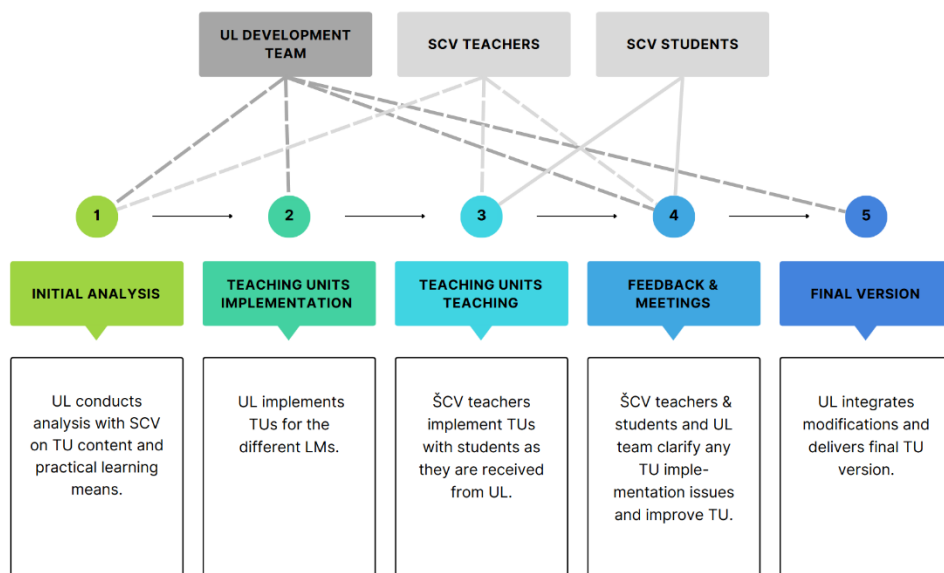 UL DEVELOPMENT
TEAM
SCV TEACHERS
SCV STUDENTS
1
2
3
4
5
INITIAL ANALYSIS
TEACHING UNITS
IMPLEMENTATION
TEACHING UNITS
TEACHING
FEEDBACK &
MEETINGS
FINAL VERSION
UL conducts
analysis with SCV
on TU content and
practical learning
means.
UL implements
TUs for the
different LMs.
ŠCV teachers
implement TUs
with students as
they are received
from UL.
ŠCV teachers &
students and UL
team clarify any
TU imple-
mentation issues
and improve TU.
UL integrates
modifications and
delivers final TU
version.